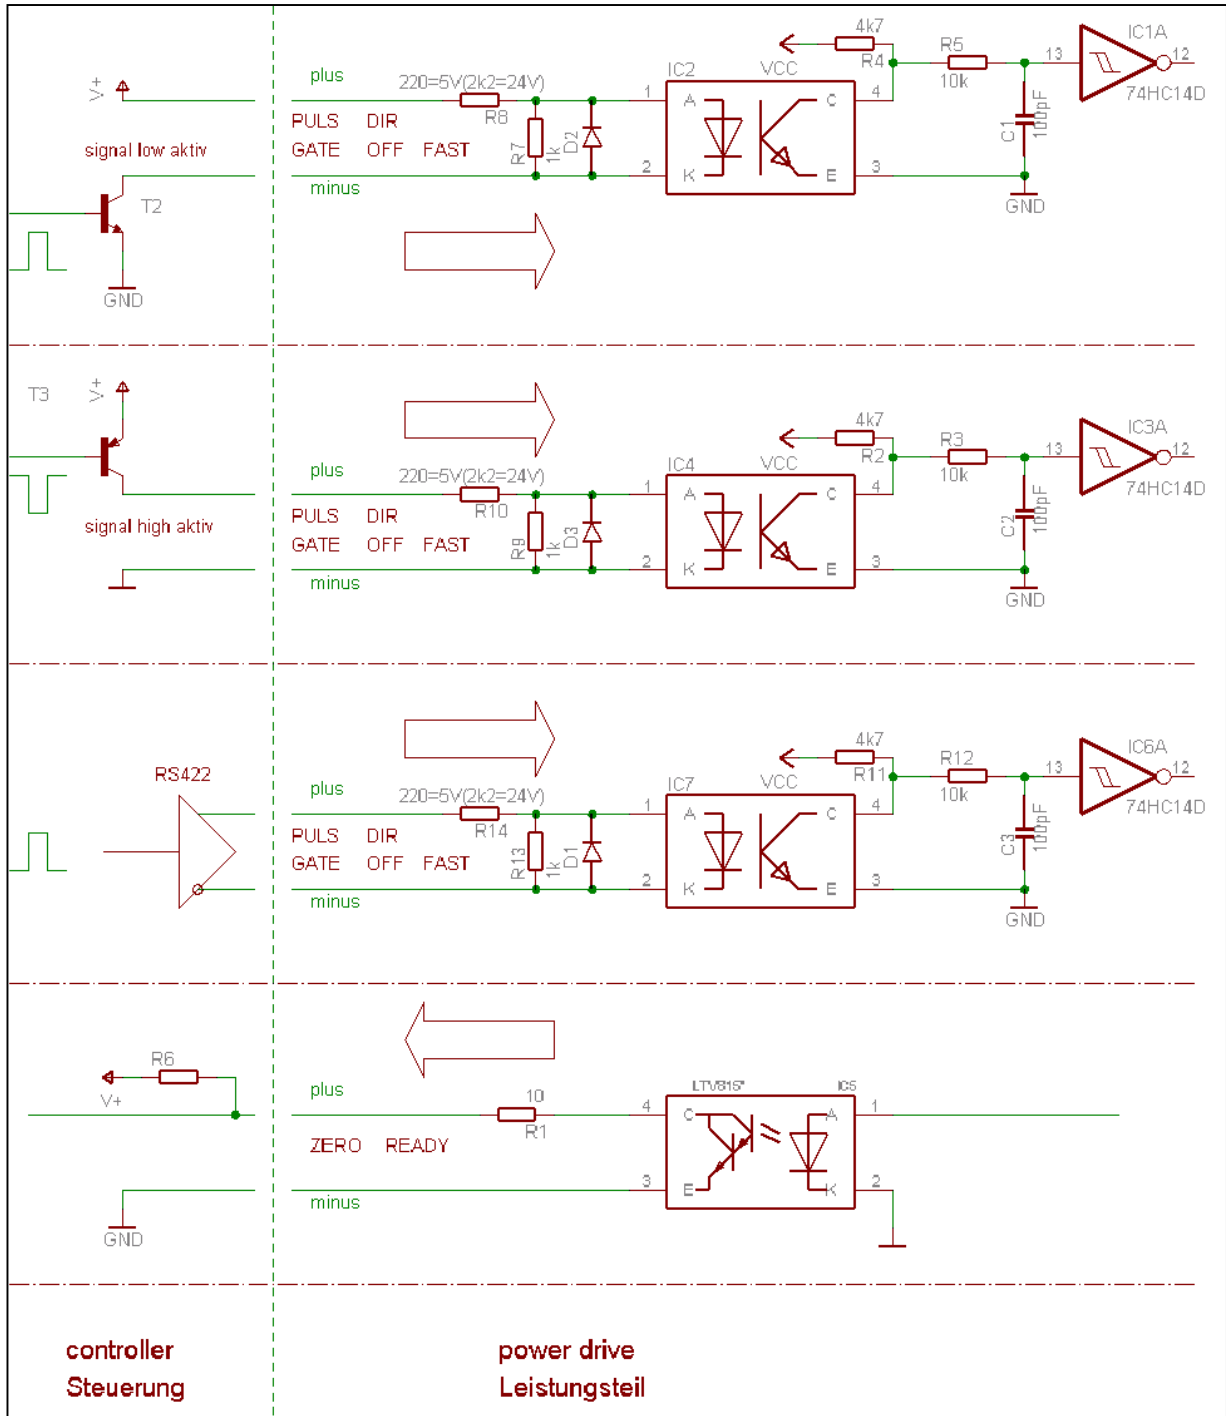 4k7
IC1A
R4
R5
13
12
VCC
10k
74HC14D
C1
100pF
V+
plus
220=5V(2k2=24V)
R8
IC2
1
A
C
4
PULS DIR
GATE OFF FAST
signal low aktiv
R7
1k
D2
2
K
E
3
minus
T2
GND
GND
T3
V+
4k7
R2
R3
13
IC3A
12
VCC
10k
74HC14D
C2
100pF
plus
220=5V(2k2=24V)
R10
IC4
1
A
C
4
PULS DIR
GATE OFF FAST
signal high aktiv
R9
1k
D3
2
K
E
3
minus
GND
RS422
4k7
R11
R12
13
IC6A
12
VCC
10k
74HC14D
C3
100pF
plus
220=5V(2k2=24V)
R14
IC7
1
A
C
4
PULS DIR
GATE OFF FAST
R13
1k
D1
2
K
E
3
minus
GND
R6
V+
plus
10
R1
LTV815*
IC5
4
C
A
1
ZERO READY
3
E
K
2
minus
GND
controller
Steuerung
power drive
Leistungsteil